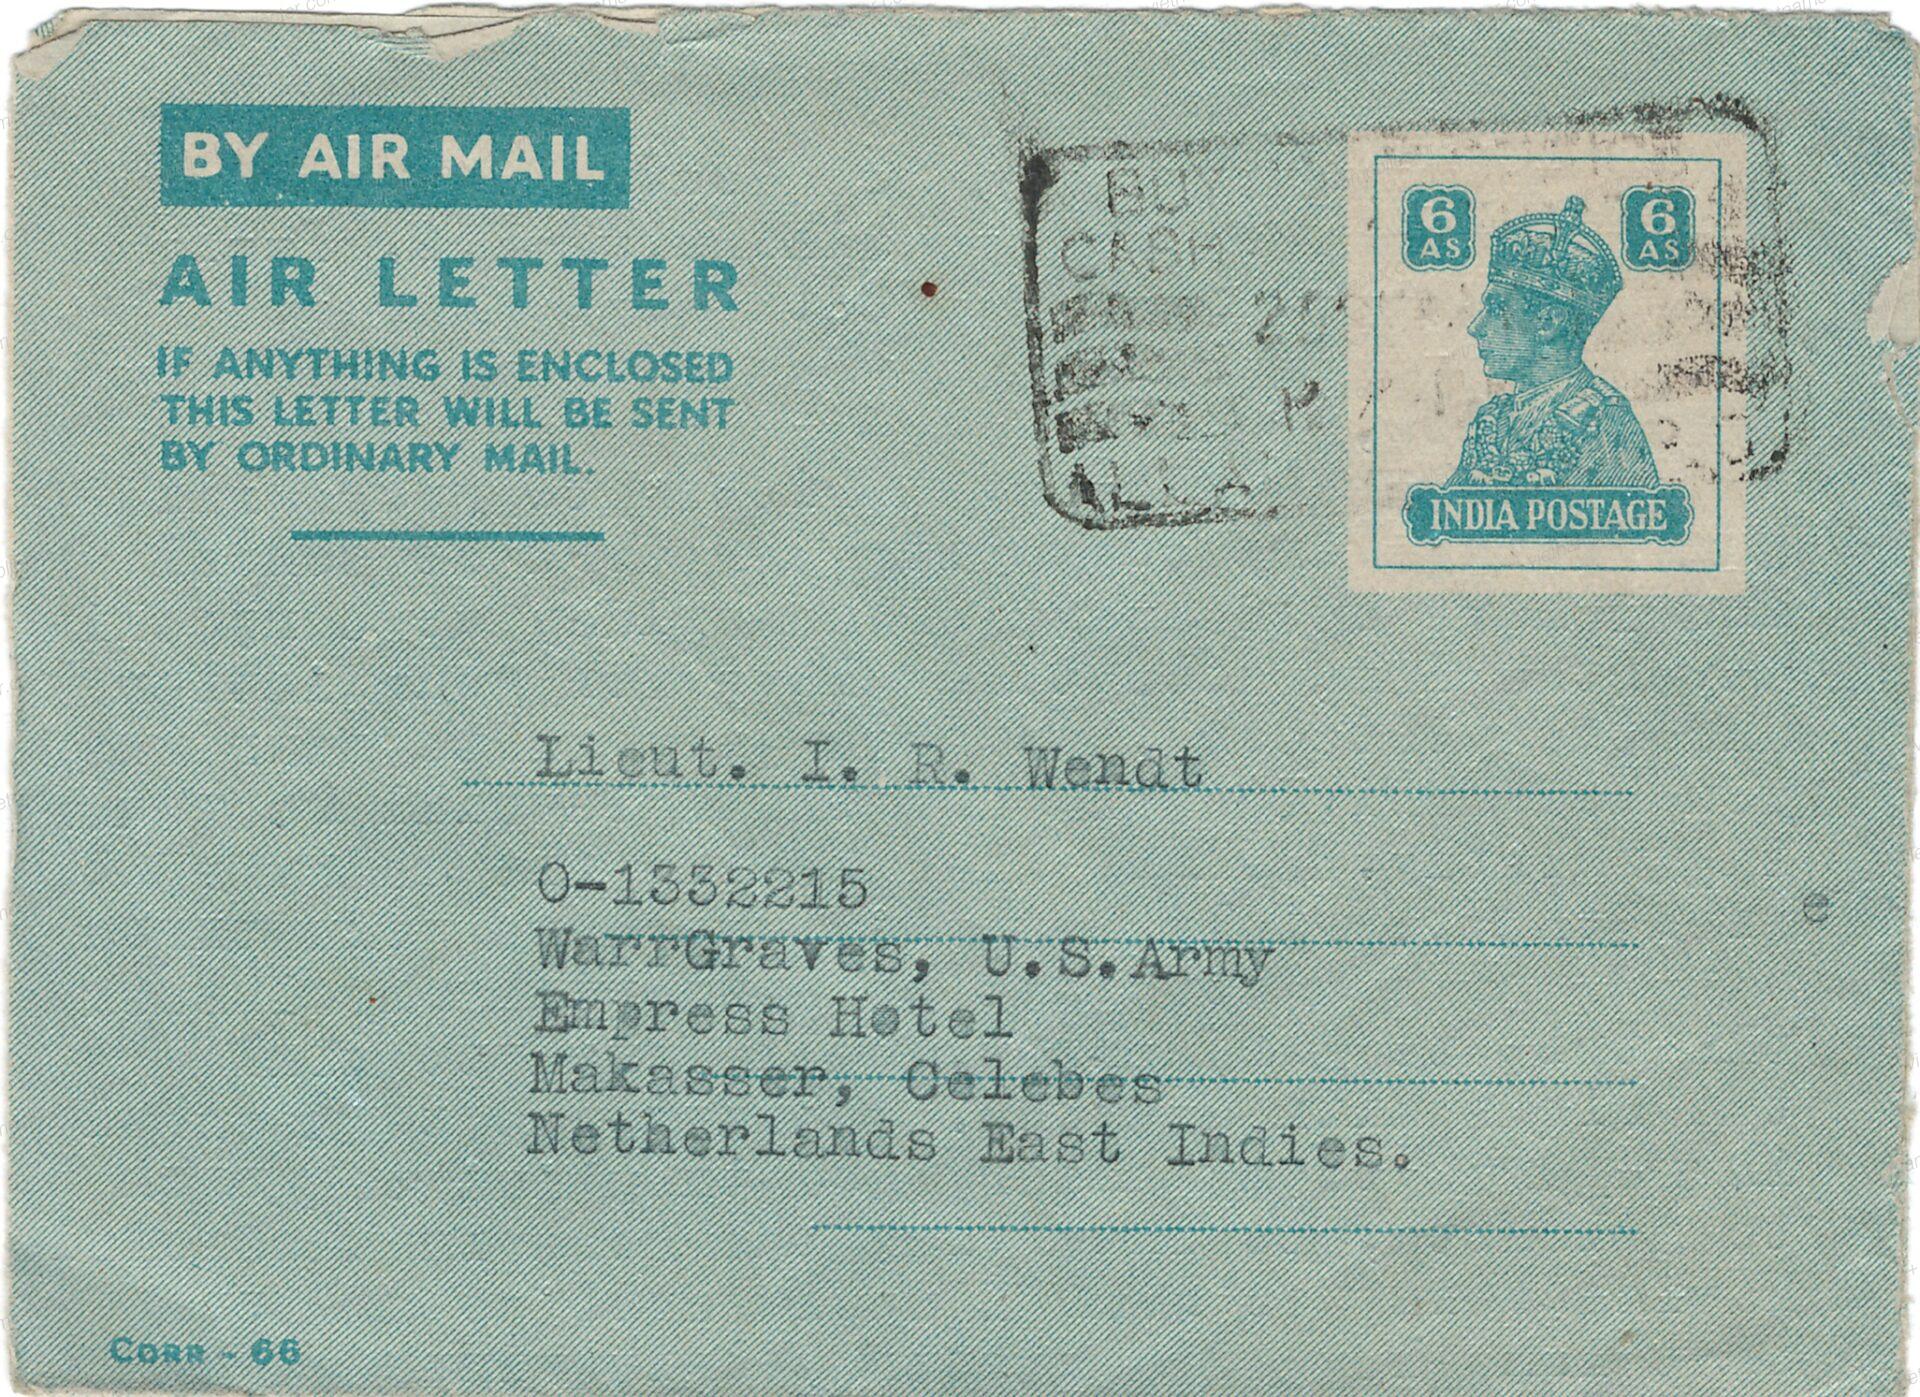 BY AIR MAIL
AIR LETTER
IF ANYTHING IS ENCLOSED
THIS LETTER WILL BE SENT
BY ORDINARY MAIL.
CASH
6 AS
6 AS
INDIA POSTAGE
Lieut. I. R. Wendt
O-1332215
e
WarrGraves, U.S.Army
Empress Hotel
Makasser, Celebes
Netherlands East Indies.
CORR - 66